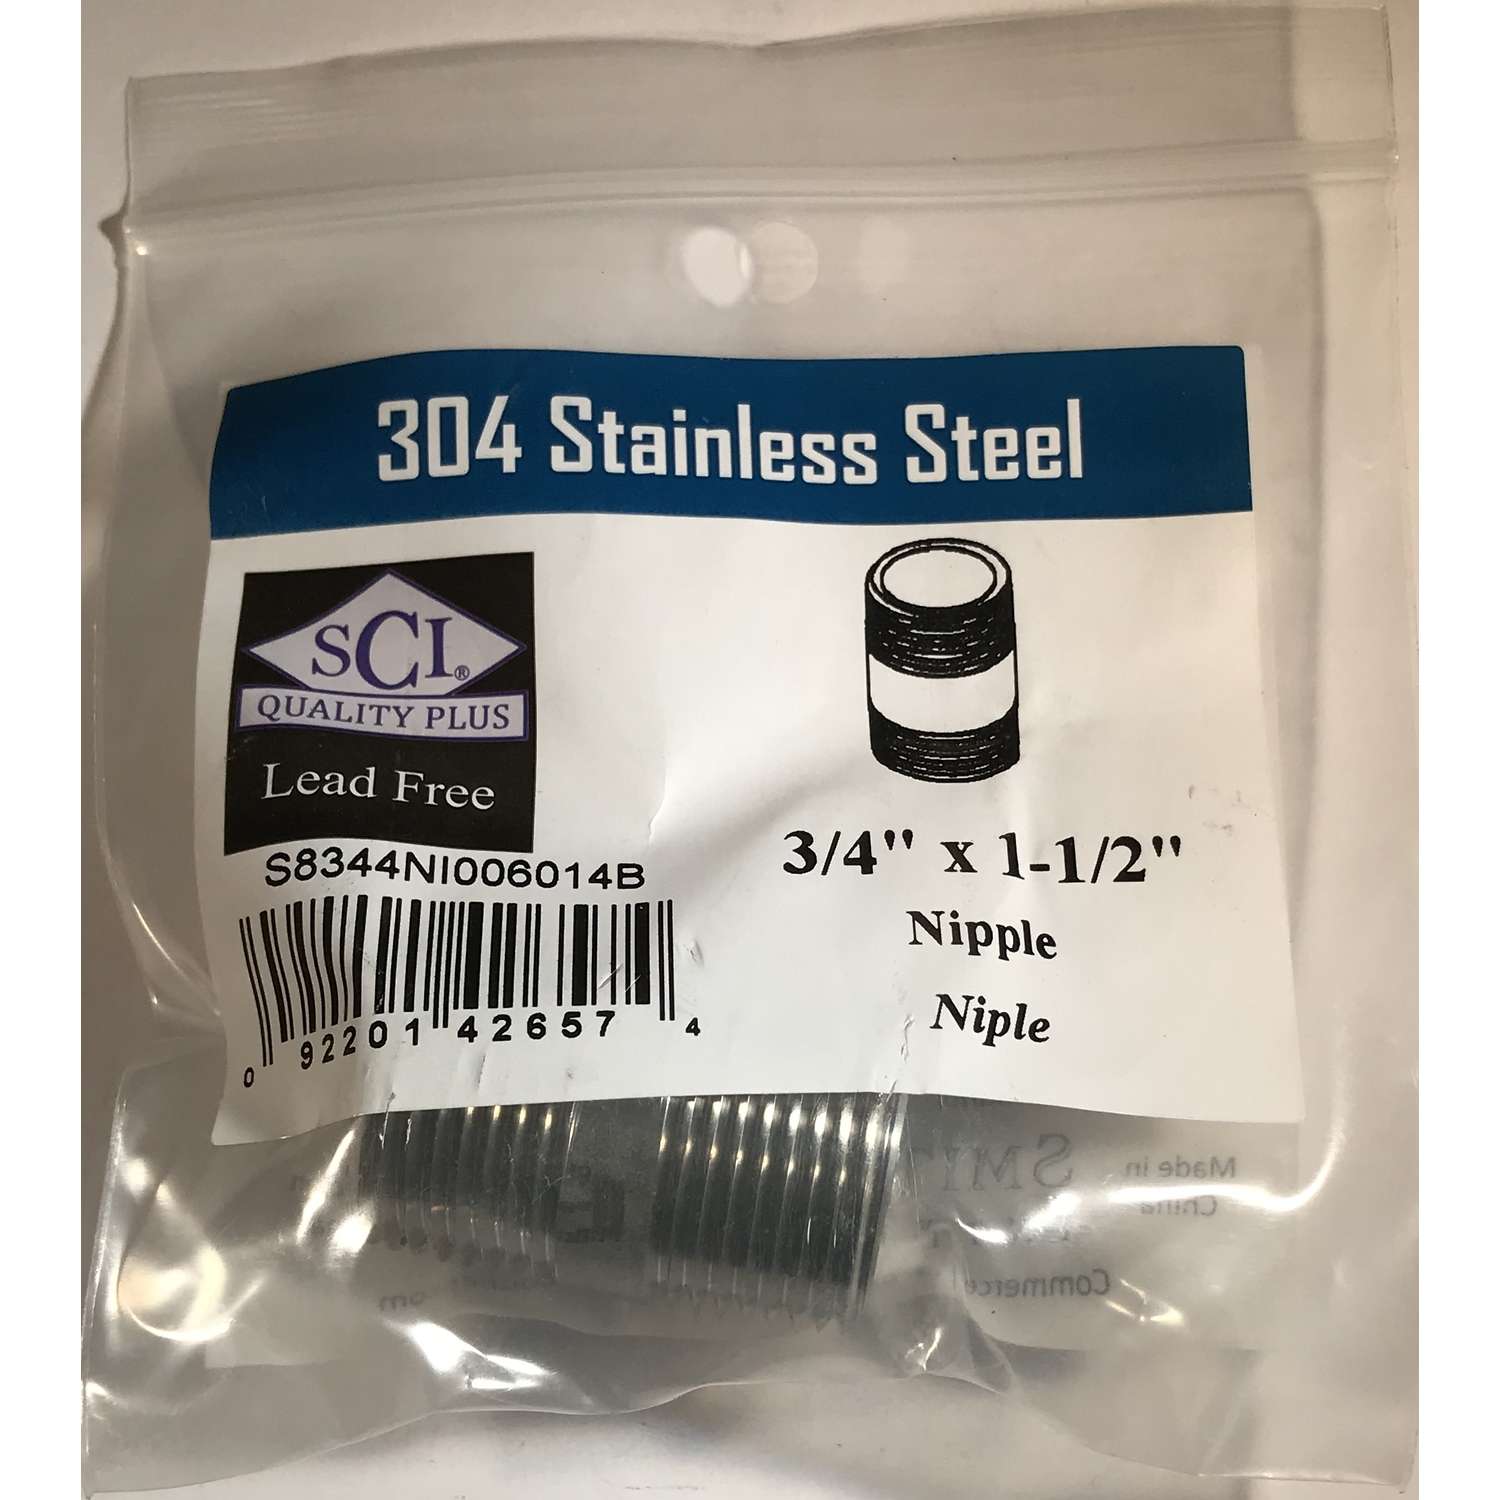 304 Stainless Steel
SCI®
QUALITY PLUS
Lead Free
S8344NI006014B
0 92201 42657 4
3/4" x 1-1/2"
Nipple
Niple
Made in
China